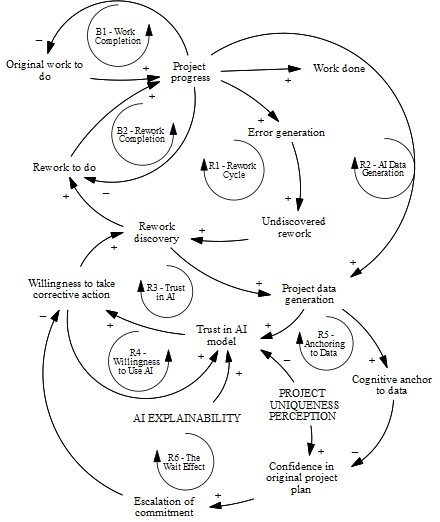 B1 - Work
Completion
−
Original work to
do
+
Project
progress
+
Work done
B2 - Rework
Completion
+
+
Error generation
R1 - Rework
Cycle
R2 - AI Data
Generation
Rework to do
+
−
+
Rework
discovery
+
Undiscovered
rework
+
Willingness to take
corrective action
R3 - Trust
in AI
+
Project data
generation
+
−
+
Trust in AI
model
+
R5 -
Anchoring
to Data
R4 -
Willingness
to Use AI
+
+
−
+
Cognitive anchor
to data
AI EXPLAINABILITY
PROJECT
UNIQUENESS
PERCEPTION
R6 - The
Wait Effect
+
−
Confidence in
original project
plan
Escalation of
commitment
+